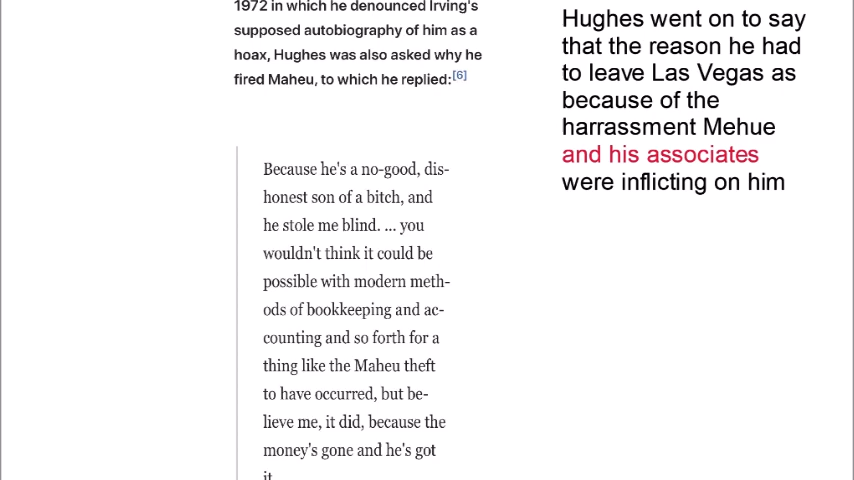 1972 in which he denounced Irving's
supposed autobiography of him as a
hoax, Hughes was also asked why he
fired Maheu, to which he replied:[6]
Because he's a no-good, dis-
honest son of a bitch, and
he stole me blind. ... you
wouldn't think it could be
possible with modern meth-
ods of bookkeeping and ac-
counting and so forth for a
thing like the Maheu theft
to have occurred, but be-
lieve me, it did, because the
money's gone and he's got
it
Hughes went on to say
that the reason he had
to leave Las Vegas as
because of the
harrassment Mehue
and his associates
were inflicting on him